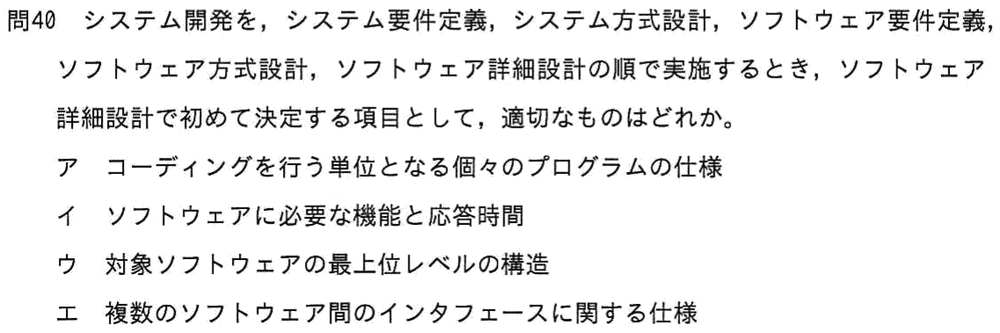 問40 システム開発を，システム要件定義，システム方式設計，ソフトウェア要件定義，
ソフトウェア方式設計，ソフトウェア詳細設計の順で実施するとき，ソフトウェア
詳細設計で初めて決定する項目として，適切なものはどれか。
ア コーディングを行う単位となる個々のプログラムの仕様
イ ソフトウェアに必要な機能と応答時間
ウ 対象ソフトウェアの最上位レベルの構造
エ 複数のソフトウェア間のインタフェースに関する仕様